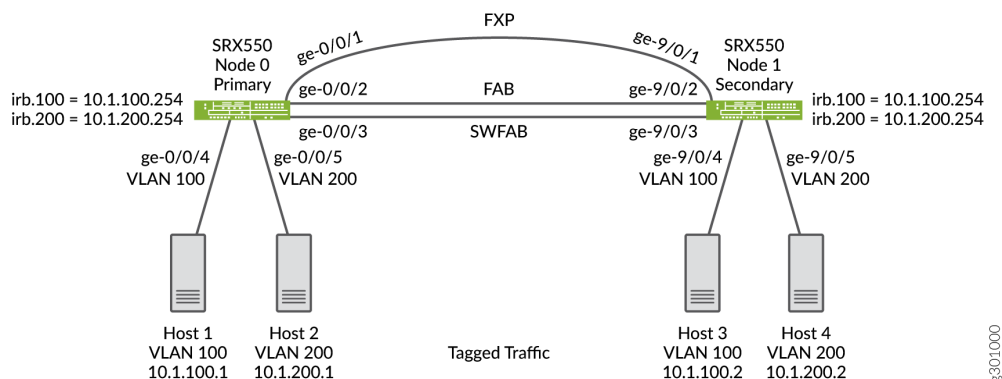 FXP
ge-0/0/1
ge-9/0/1
SRX550
Node 0
Primary
SRX550
Node 1
Secondary
irb.100 = 10.1.100.254
irb.200 = 10.1.200.254
ge-0/0/2
FAB
ge-9/0/2
irb.100 = 10.1.100.254
irb.200 = 10.1.200.254
ge-0/0/3
SWFAB
ge-9/0/3
ge-0/0/4
VLAN 100
ge-0/0/5
VLAN 200
ge-9/0/4
VLAN 100
ge-9/0/5
VLAN 200
Host 1
VLAN 100
10.1.100.1
Host 2
VLAN 200
10.1.200.1
Tagged Traffic
Host 3
VLAN 100
10.1.100.2
Host 4
VLAN 200
10.1.200.2
g301000